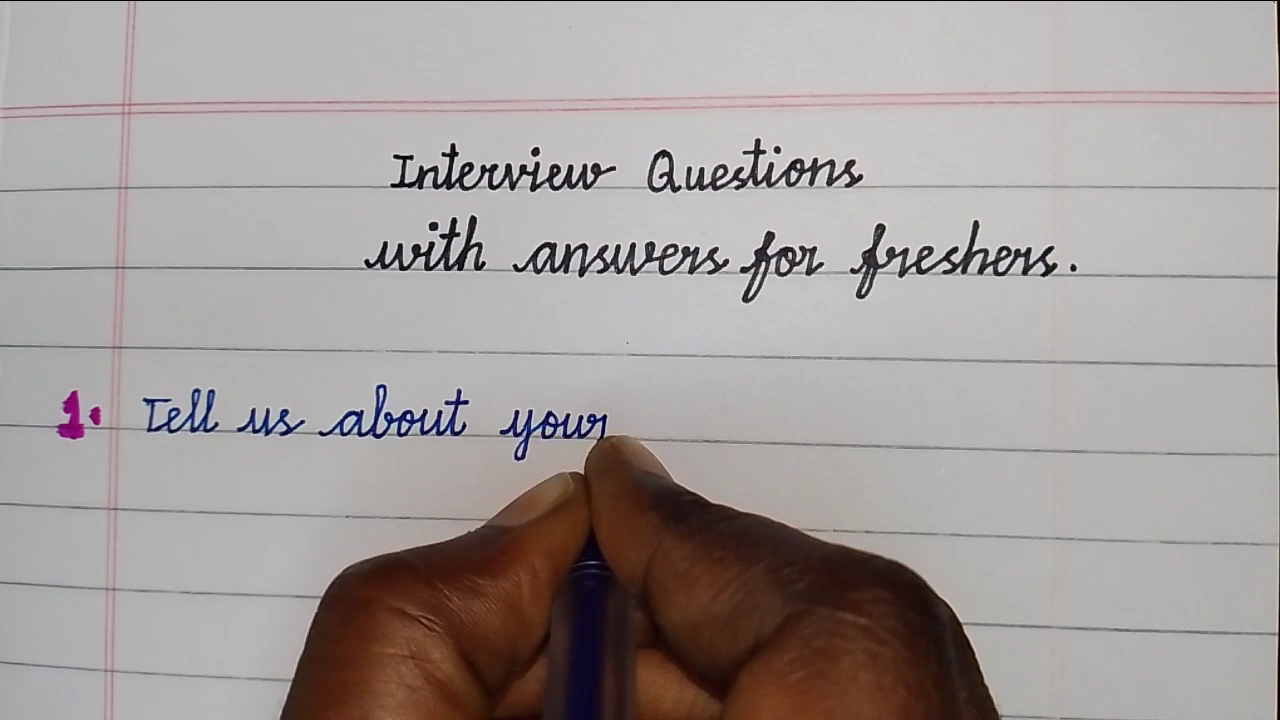 Interview Questions
with answers for freshers.
1. Tell us about your